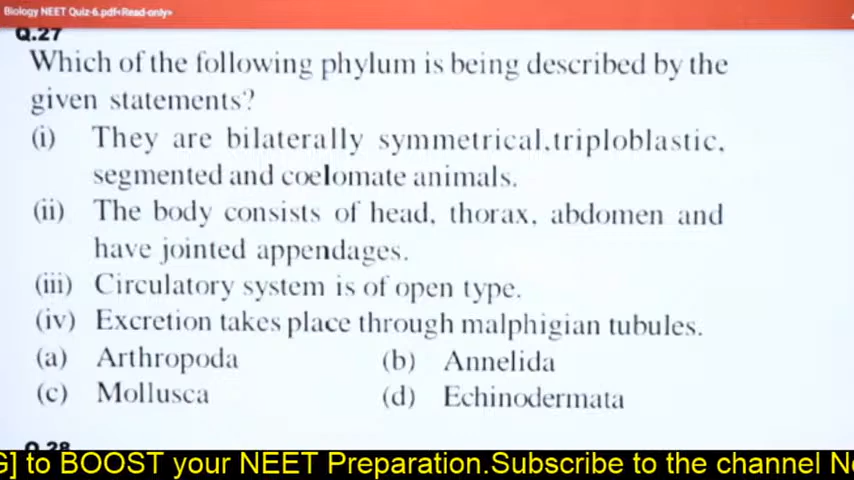 Biology NEET Quiz-6.pdf<Read-only>
Q.27
Which of the following phylum is being described by the
given statements?
(i) They are bilaterally symmetrical,triploblastic,
segmented and coelomate animals.
(ii) The body consists of head, thorax, abdomen and
have jointed appendages.
(iii) Circulatory system is of open type.
(iv) Excretion takes place through malphigian tubules.
(a) Arthropoda (b) Annelida
(c) Mollusca (d) Echinodermata
Q.28
G] to BOOST your NEET Preparation.Subscribe to the channel